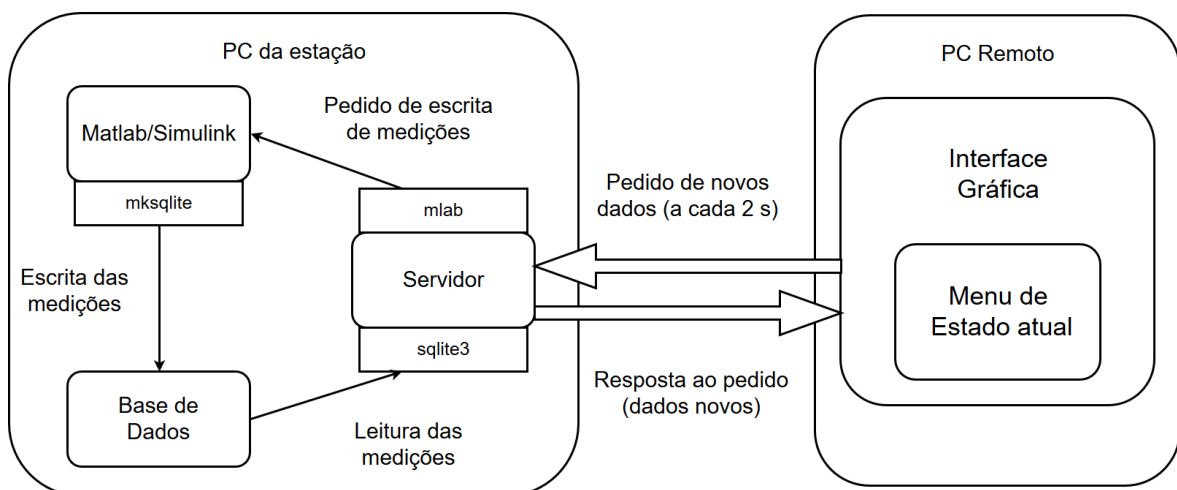 PC da estação
Matlab/Simulink
mksqlite
Pedido de escrita
de medições
mlab
Servidor
sqlite3
Escrita das
medições
Base de
Dados
Leitura das
medições
Pedido de novos
dados (a cada 2 s)
Resposta ao pedido
(dados novos)
PC Remoto
Interface
Gráfica
Menu de
Estado atual